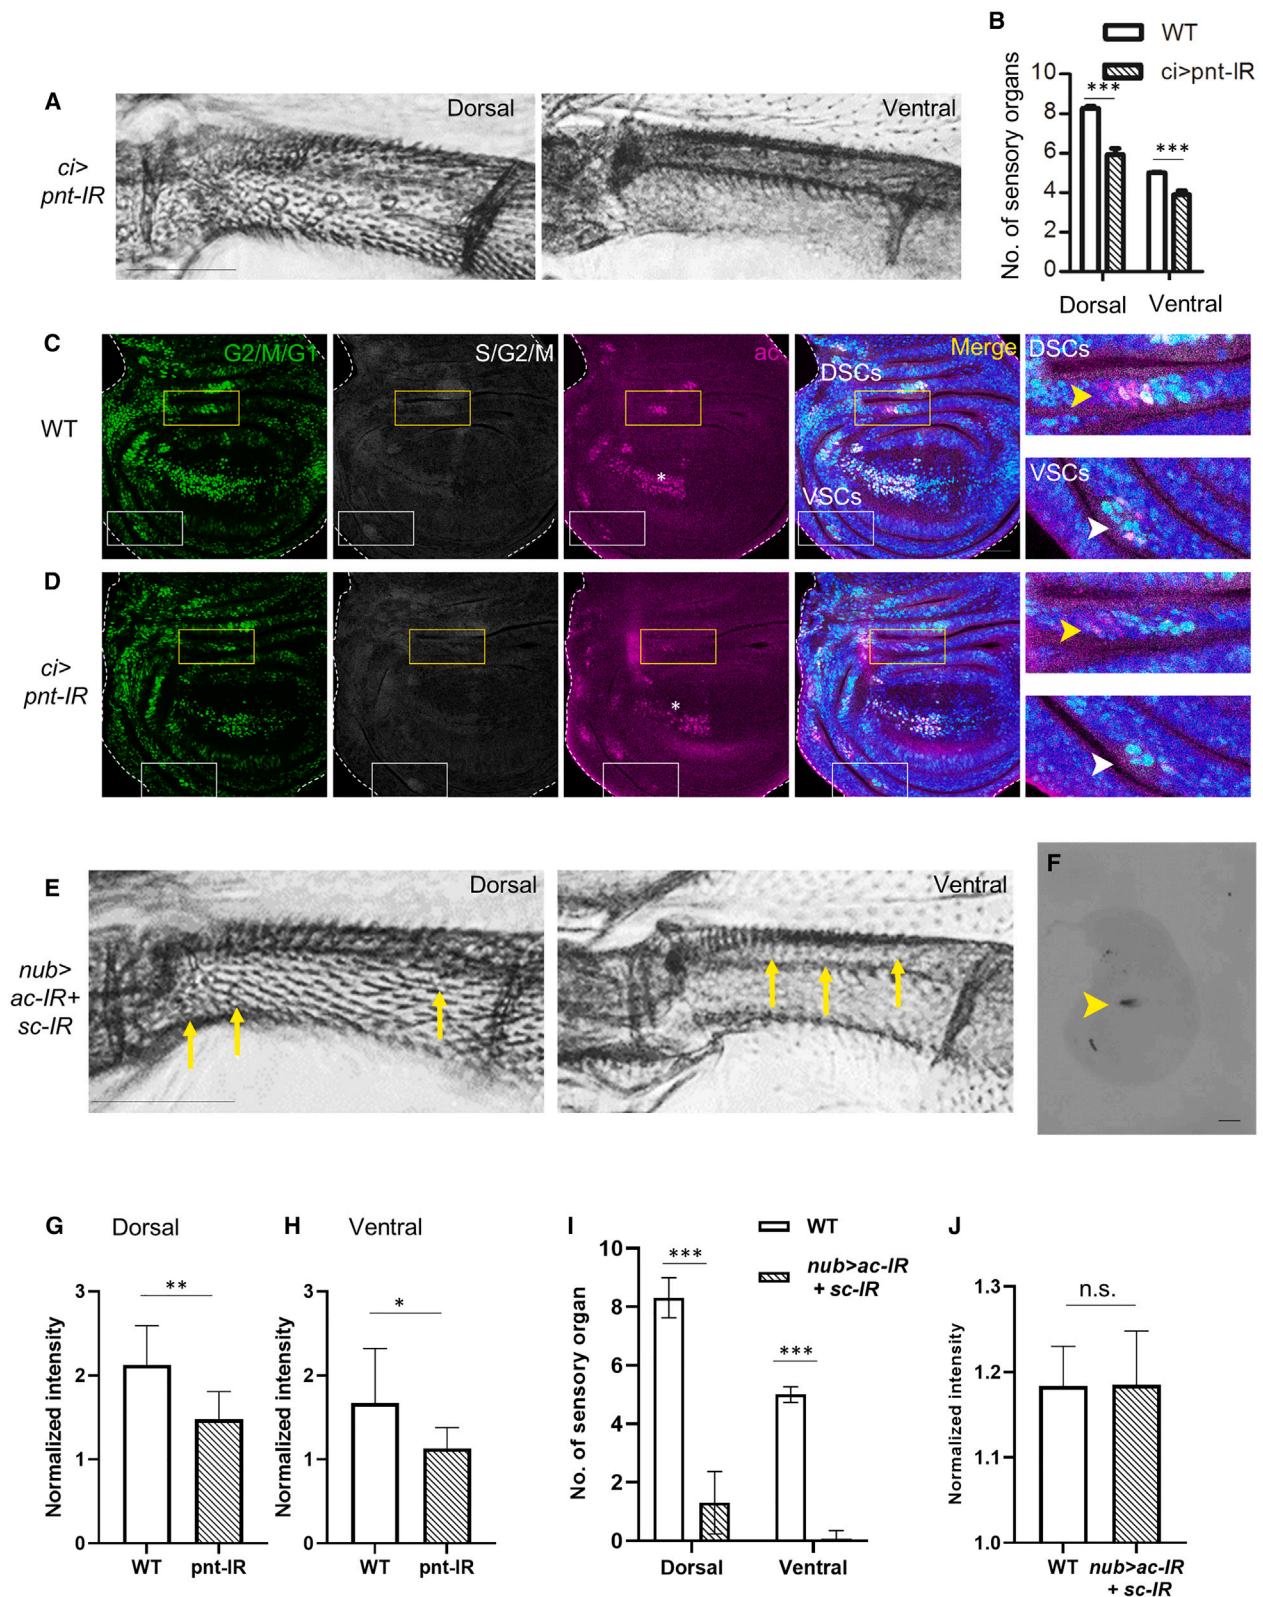 B
WT
ci>pnt-IR
A
Dorsal
Ventral
ci>
pnt-IR
No. of sensory organs
10
8
6
4
2
0
***
***
Dorsal
Ventral
C
G2/M/G1
S/G2/M
ac
Merge
DSCs
DSCs
WT
*
VSCs
VSCs
D
ci>
pnt-IR
*
E
Dorsal
Ventral
F
nub>
ac-IR+
sc-IR
G
Dorsal
H
Ventral
I
WT
nub>ac-IR
+ sc-IR
J
Normalized intensity
3
2
1
0
**
WT
pnt-IR
Normalized intensity
3
2
1
0
*
WT
pnt-IR
No. of sensory organ
10
8
6
4
2
0
***
***
Dorsal
Ventral
Normalized intensity
1.3
1.2
1.1
1.0
n.s.
WT
nub>ac-IR
+ sc-IR